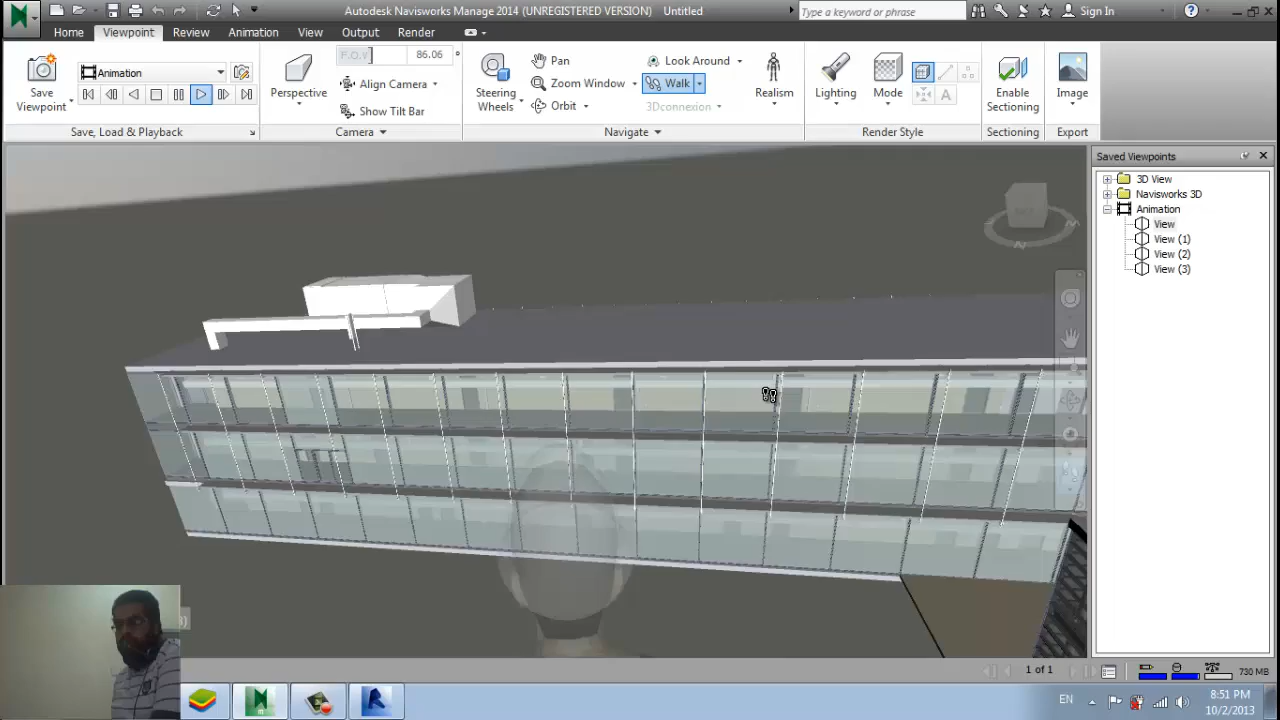 Autodesk Navisworks Manage 2014 (UNREGISTERED VERSION) Untitled
Type a keyword or phrase
Sign In
Home Viewpoint Review Animation View Output Render
Save Viewpoint
Animation
Save, Load & Playback
Perspective
F.O.V. 86.06 °
Align Camera
Show Tilt Bar
Camera
Steering Wheels
Pan
Zoom Window
Orbit
Look Around
Walk
3Dconnexion
Navigate
Realism
Lighting
Mode
Render Style
Enable Sectioning
Sectioning
Image
Export
Saved Viewpoints
3D View
Navisworks 3D
Animation
View
View (1)
View (2)
View (3)
1 of 1
730 MB
EN
8:51 PM
10/2/2013